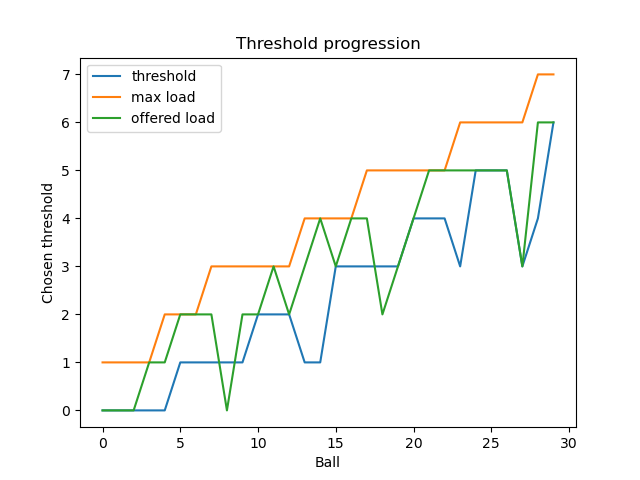 Threshold progression
threshold
max load
offered load
Chosen threshold
7
6
5
4
3
2
1
0
0 5 10 15 20 25 30
Ball